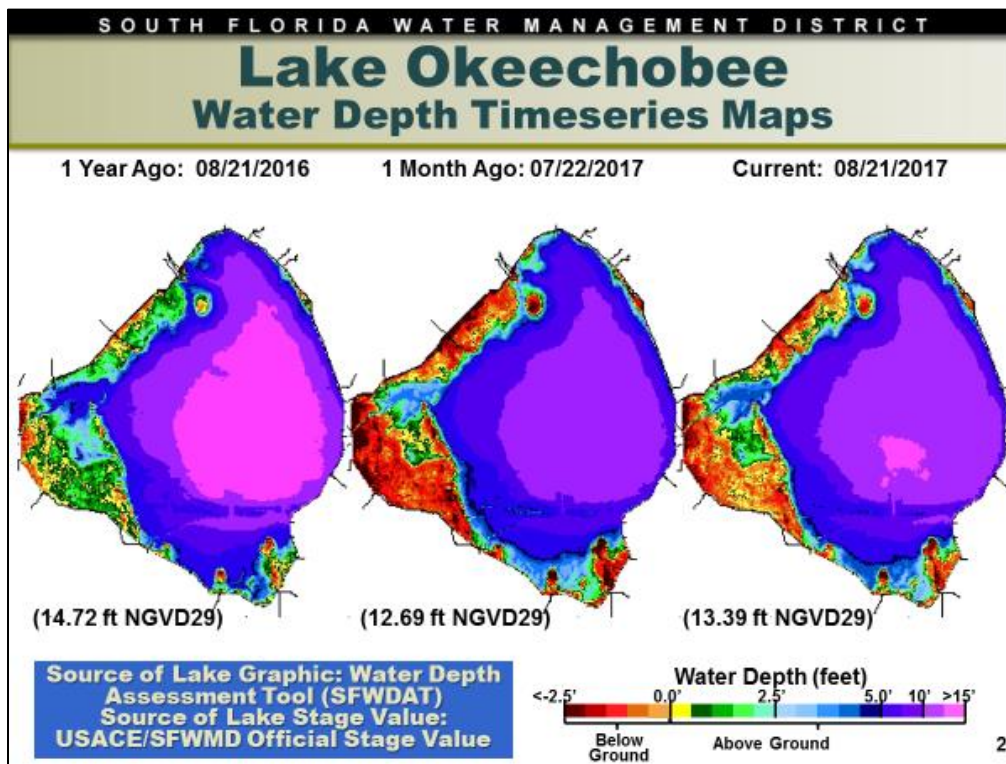 SOUTH FLORIDA WATER MANAGEMENT DISTRICT
Lake Okeechobee
Water Depth Timeseries Maps
1 Year Ago: 08/21/2016
1 Month Ago: 07/22/2017
Current: 08/21/2017
(14.72 ft NGVD29)
(12.69 ft NGVD29)
(13.39 ft NGVD29)
Source of Lake Graphic: Water Depth
Assessment Tool (SFWDAT)
Source of Lake Stage Value:
USACE/SFWMD Official Stage Value
Water Depth (feet)
<-2.5' 0.0' 2.5' 5.0' 10' >15'
Below
Ground
Above Ground
2